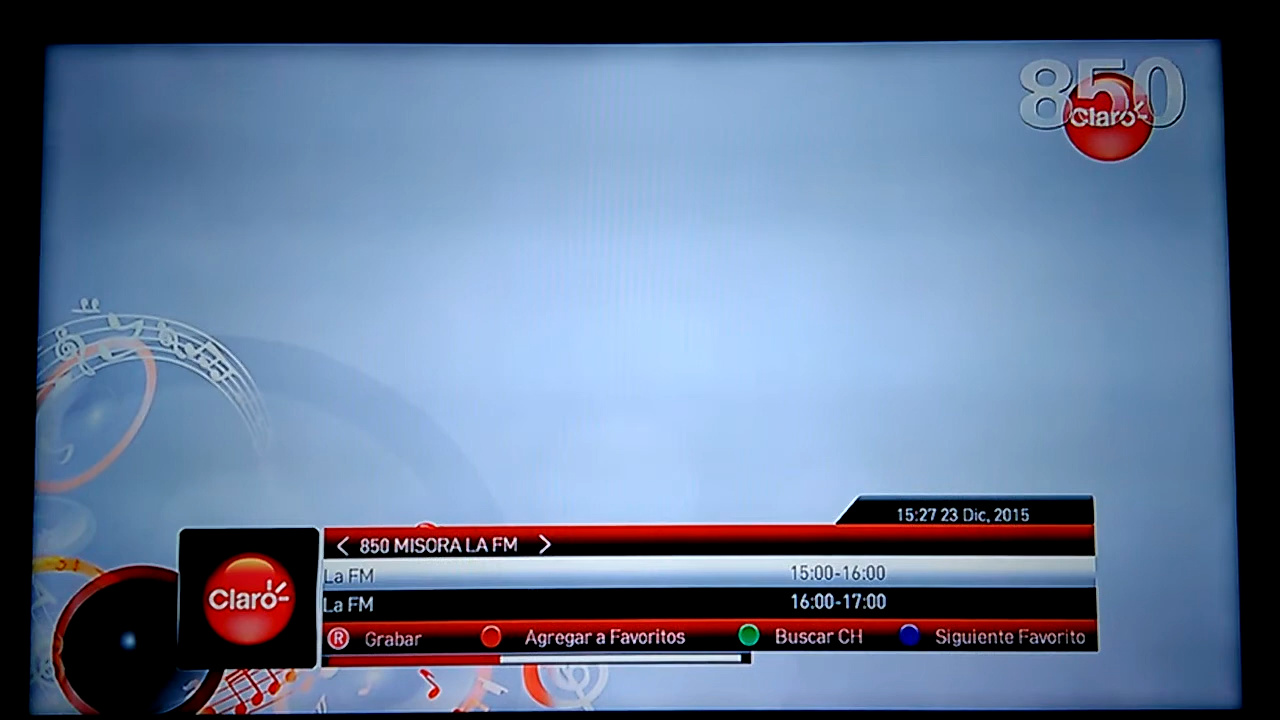 850
Claro
15:27 23 Dic, 2015
< 850 MISORA LA FM >
La FM 15:00-16:00
La FM 16:00-17:00
Claro
R Grabar Agregar a Favoritos Buscar CH Siguiente Favorito